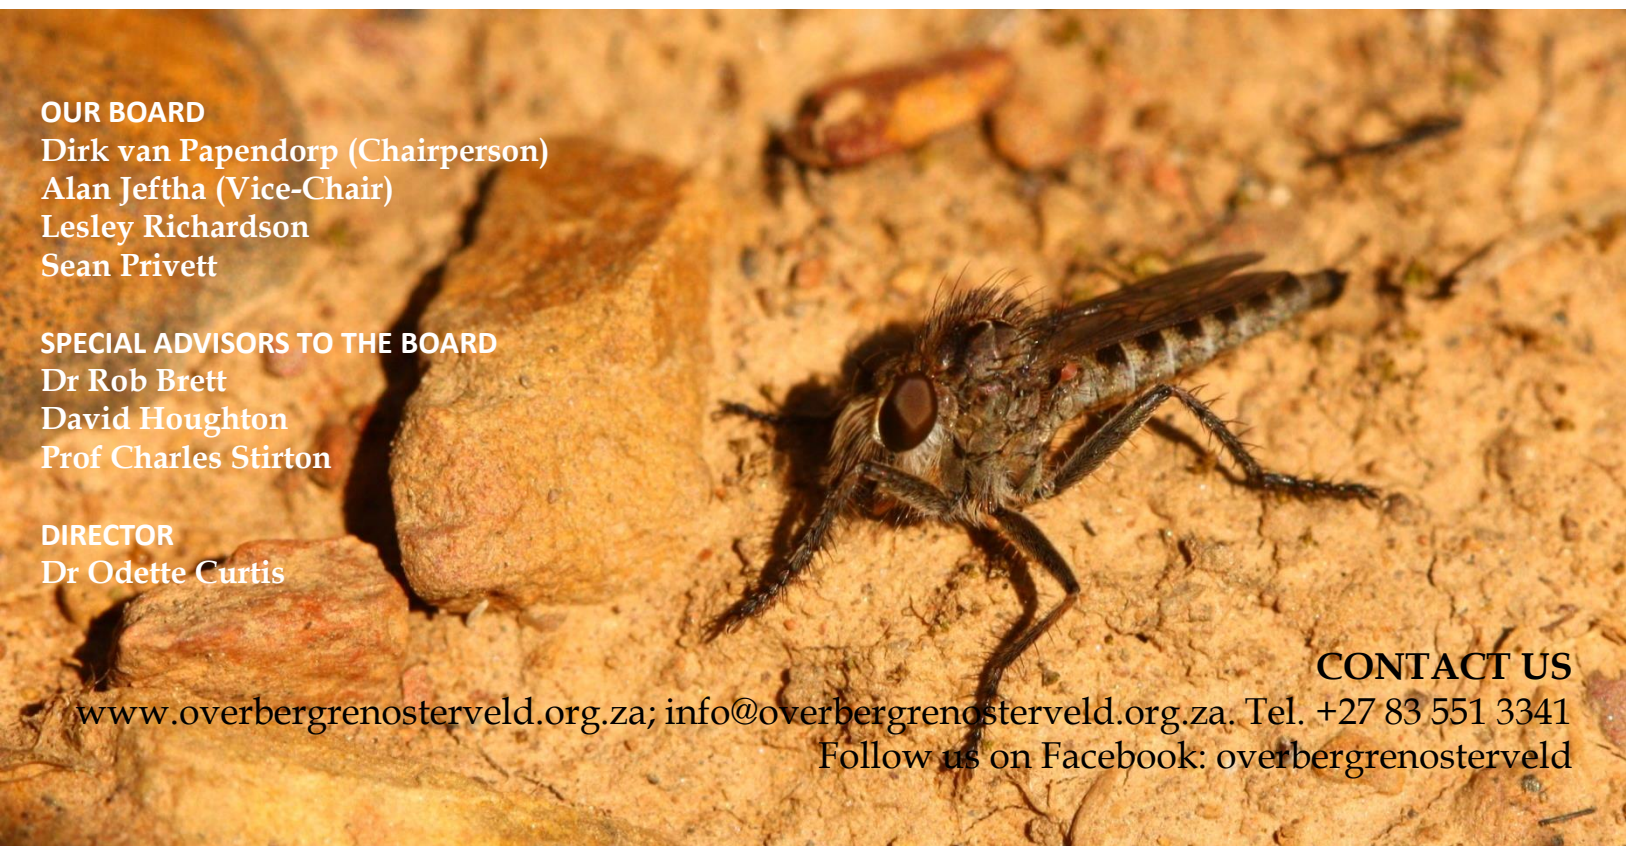 OUR BOARD
Dirk van Papendorp (Chairperson)
Alan Jeftha (Vice-Chair)
Lesley Richardson
Sean Privett
SPECIAL ADVISORS TO THE BOARD
Dr Rob Brett
David Houghton
Prof Charles Stirton
DIRECTOR
Dr Odette Curtis
CONTACT US
www.overbergrenosterveld.org.za; info@overbergrenosterveld.org.za. Tel. +27 83 551 3341
Follow us on Facebook: overbergrenosterveld